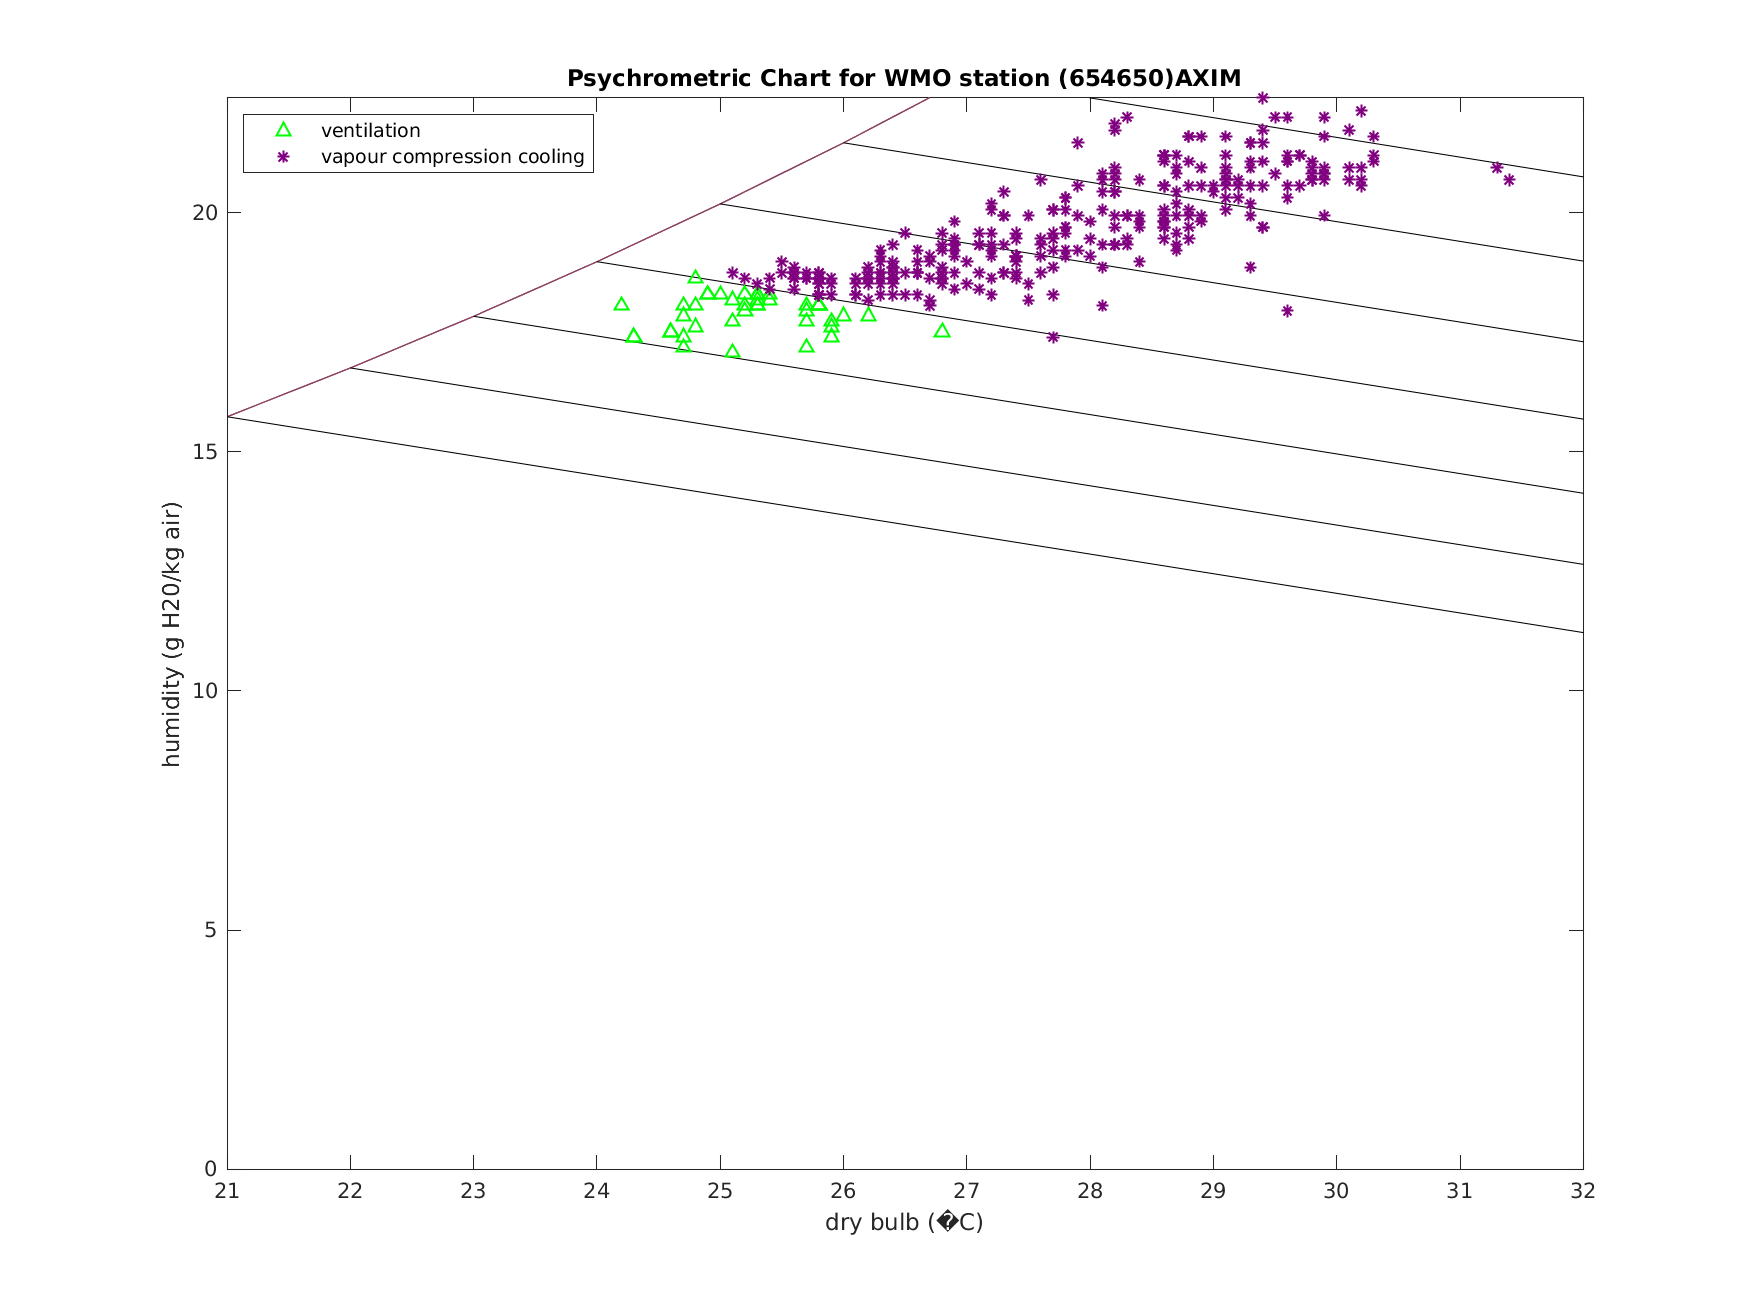 Psychrometric Chart for WMO station (654650)AXIM
ventilation
vapour compression cooling
20
15
10
5
0
humidity (g H20/kg air)
21 22 23 24 25 26 27 28 29 30 31 32
dry bulb (�C)